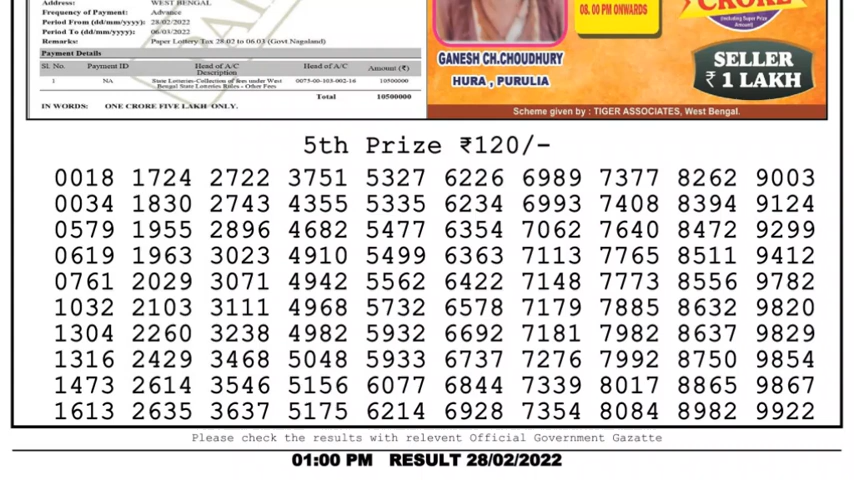 Address: WEST BENGAL
Frequency of Payment: Advance
Period From (dd/mm/yyyy): 28/02/2022
Period To (dd/mm/yyyy): 06/03/2022
Remarks: Paper Lottery Tax 28.02 to 06.03 (Govt Nagaland)
Payment Details
Sl. No. Payment ID Head of A/C Description Head of A/C Amount (₹)
1 NA State Lotteries-Collection of fees under West Bengal State Lotteries Rules - Other Fees 0075-00-103-002-16 10500000
Total 10500000
IN WORDS: ONE CRORE FIVE LAKH ONLY.
08.00 PM ONWARDS
CRORE
(Including Super Prize Amount)
GANESH CH.CHOUDHURY
HURA , PURULIA
SELLER
₹ 1 LAKH
Scheme given by : TIGER ASSOCIATES, West Bengal.
5th Prize ₹120/-
0018 1724 2722 3751 5327 6226 6989 7377 8262 9003
0034 1830 2743 4355 5335 6234 6993 7408 8394 9124
0579 1955 2896 4682 5477 6354 7062 7640 8472 9299
0619 1963 3023 4910 5499 6363 7113 7765 8511 9412
0761 2029 3071 4942 5562 6422 7148 7773 8556 9782
1032 2103 3111 4968 5732 6578 7179 7885 8632 9820
1304 2260 3238 4982 5932 6692 7181 7982 8637 9829
1316 2429 3468 5048 5933 6737 7276 7992 8750 9854
1473 2614 3546 5156 6077 6844 7339 8017 8865 9867
1613 2635 3637 5175 6214 6928 7354 8084 8982 9922
Please check the results with relevent Official Government Gazatte
01:00 PM RESULT 28/02/2022